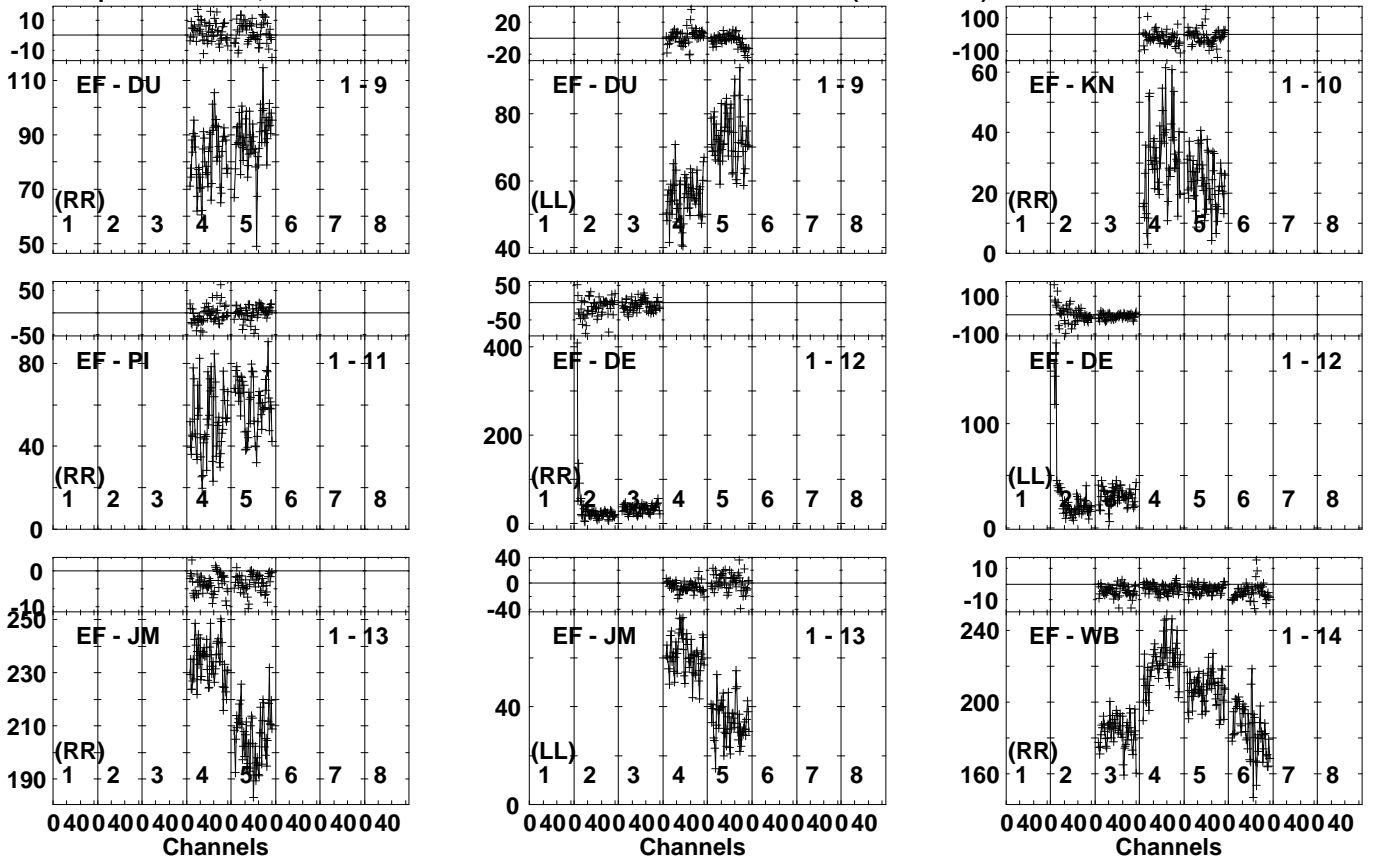 10
-10
EF - DU 1 - 9
110
90
70
50
(RR)
1 2 3 4 5 6 7 8
20
-20
EF - DU 1 - 9
80
60
40
(LL)
1 2 3 4 5 6 7 8
100
-100
EF - KN 1 - 10
60
40
20
0
(RR)
1 2 3 4 5 6 7 8
50
-50
EF - PI 1 - 11
80
40
0
(RR)
1 2 3 4 5 6 7 8
50
-50
EF - DE 1 - 12
400
200
0
(RR)
1 2 3 4 5 6 7 8
100
-100
EF - DE 1 - 12
100
0
(LL)
1 2 3 4 5 6 7 8
0
-10
EF - JM 1 - 13
250
230
210
190
(RR)
1 2 3 4 5 6 7 8
0 40 0 40 0 40 0 40 0 40 0 40 0 40 0 40
Channels
40
0
-40
EF - JM 1 - 13
40
0
(LL)
1 2 3 4 5 6 7 8
0 40 0 40 0 40 0 40 0 40 0 40 0 40 0 40
Channels
10
-10
EF - WB 1 - 14
240
200
160
(RR)
1 2 3 4 5 6 7 8
0 40 0 40 0 40 0 40 0 40 0 40 0 40 0 40
Channels